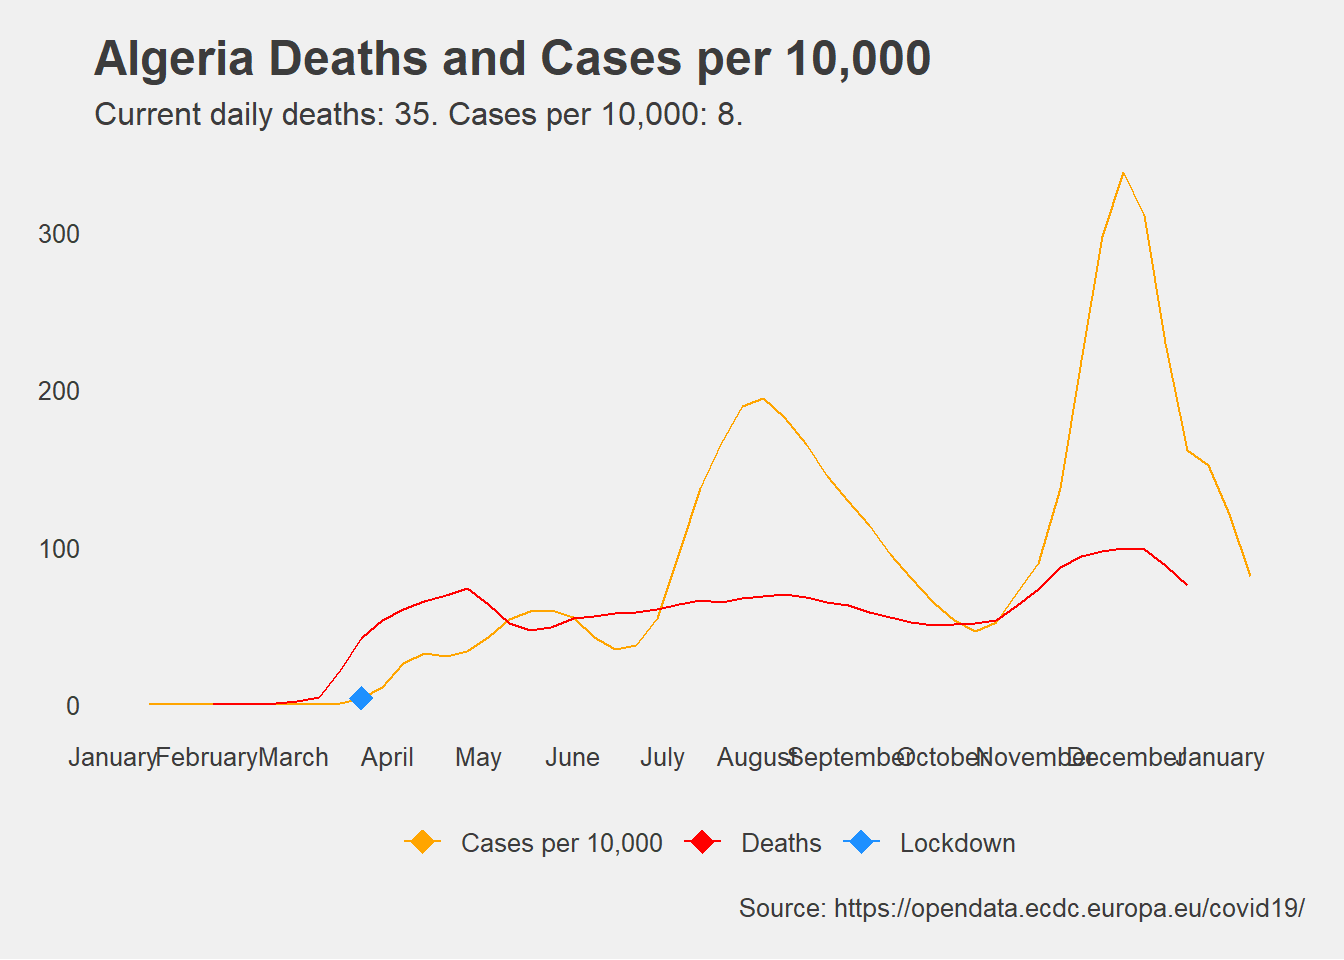 Algeria Deaths and Cases per 10,000
Current daily deaths: 35. Cases per 10,000: 8.
300
200
100
0
January February March April May June July August September October November December January
Cases per 10,000 Deaths Lockdown
Source: https://opendata.ecdc.europa.eu/covid19/